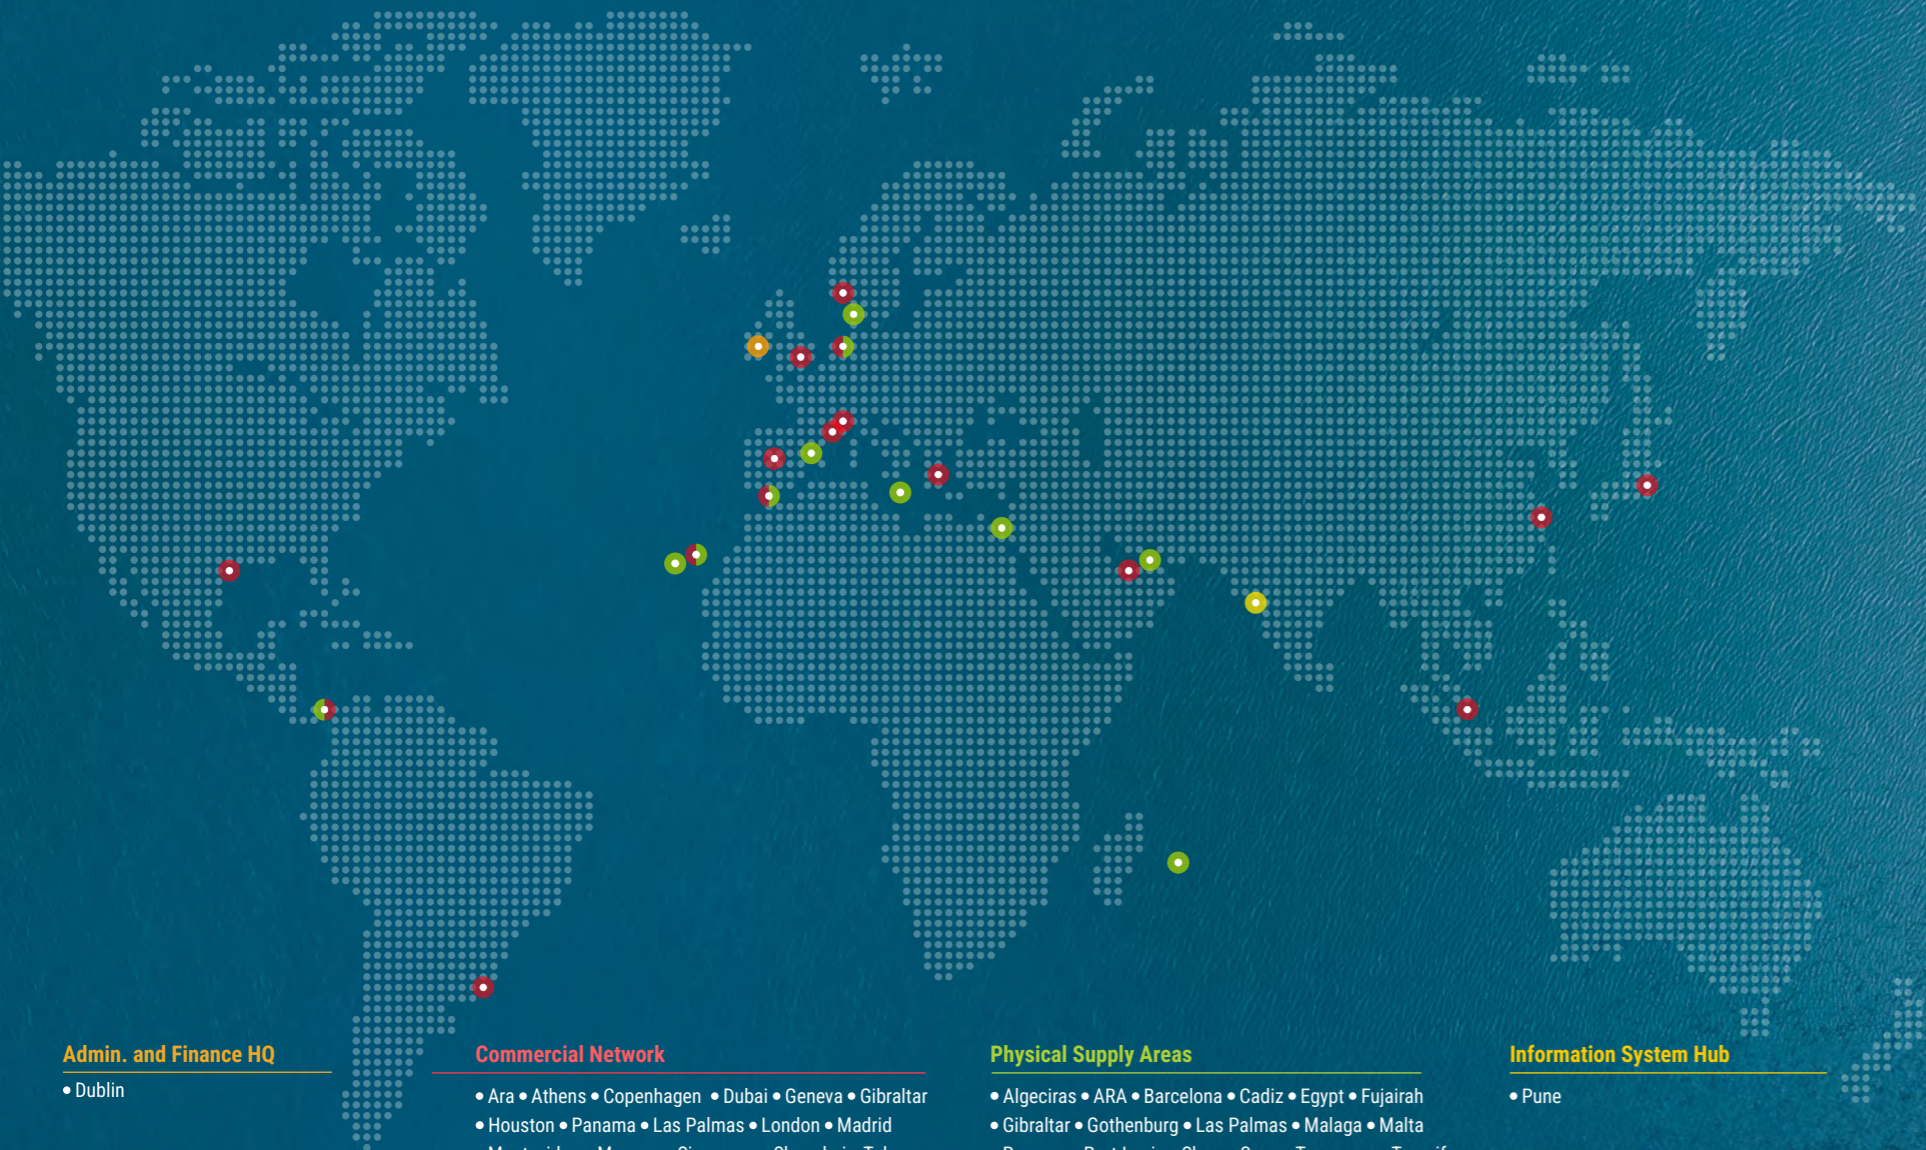 Admin. and Finance HQ
• Dublin
Commercial Network
• Ara • Athens • Copenhagen • Dubai • Geneva • Gibraltar
• Houston • Panama • Las Palmas • London • Madrid
Physical Supply Areas
• Algeciras • ARA • Barcelona • Cadiz • Egypt • Fujairah
• Gibraltar • Gothenburg • Las Palmas • Malaga • Malta
Information System Hub
• Pune